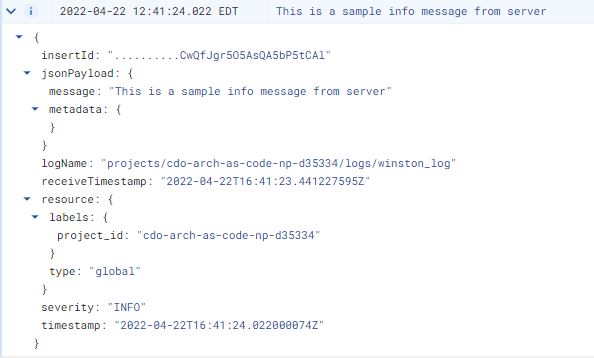 2022-04-22 12:41:24.022 EDT This is a sample info message from server
{
insertId: "..........CwQfJgr5O5AsQA5bP5tCAl"
jsonPayload: {
message: "This is a sample info message from server"
metadata: {
}
}
logName: "projects/cdo-arch-as-code-np-d35334/logs/winston_log"
receiveTimestamp: "2022-04-22T16:41:23.441227595Z"
resource: {
labels: {
project_id: "cdo-arch-as-code-np-d35334"
}
type: "global"
}
severity: "INFO"
timestamp: "2022-04-22T16:41:24.022000074Z"
}